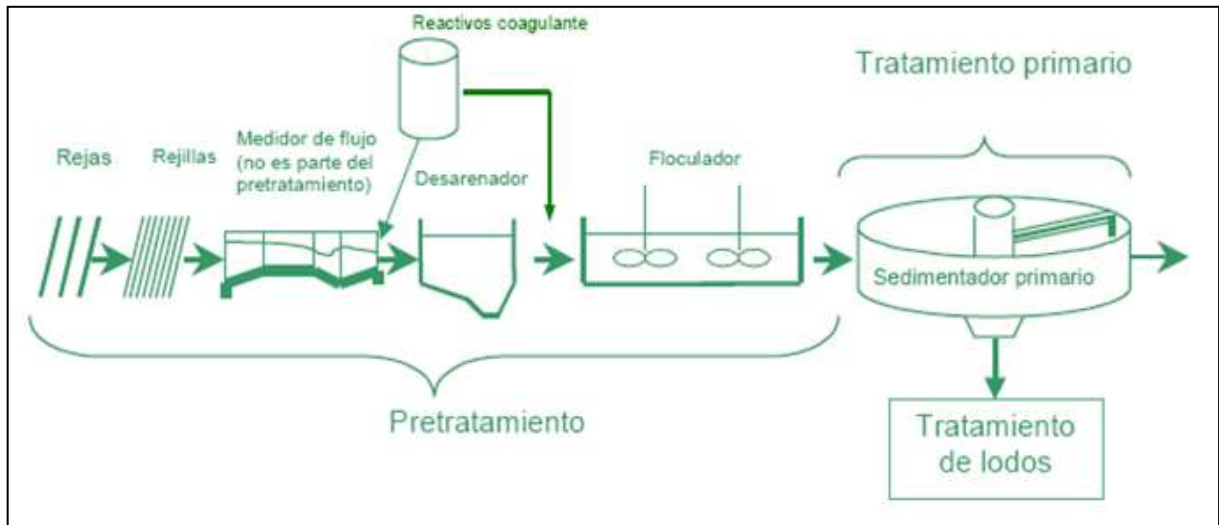 Reactivos coagulante
Tratamiento primario
Rejas
Rejillas
Medidor de flujo
(no es parte del
pretratamiento)
Desarenador
Floculador
Sedimentador primario
Pretratamiento
Tratamiento
de lodos